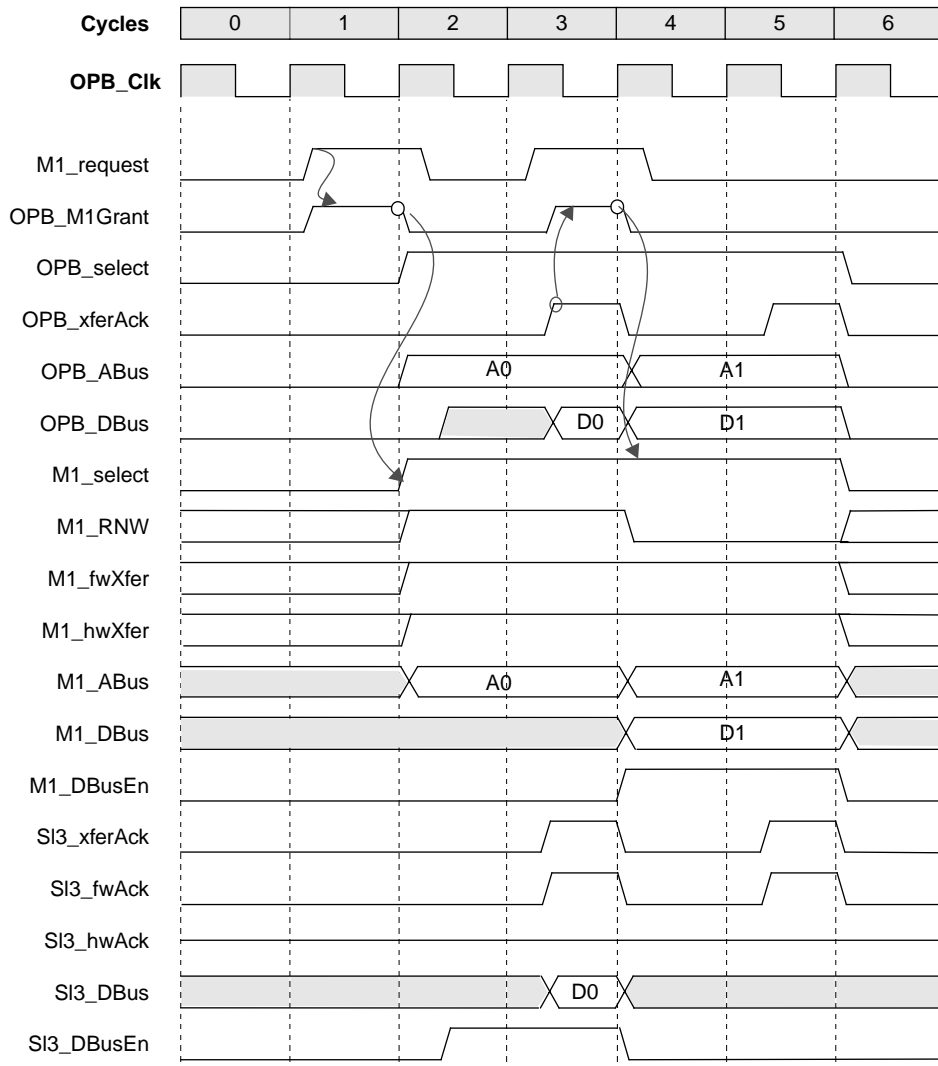 Cycles 0 1 2 3 4 5 6
OPB_Clk
M1_request
OPB_M1Grant
OPB_select
OPB_xferAck
OPB_ABus A0 A1
OPB_DBus D0 D1
M1_select
M1_RNW
M1_fwXfer
M1_hwXfer
M1_ABus A0 A1
M1_DBus D1
M1_DBusEn
Sl3_xferAck
Sl3_fwAck
Sl3_hwAck
Sl3_DBus D0
Sl3_DBusEn